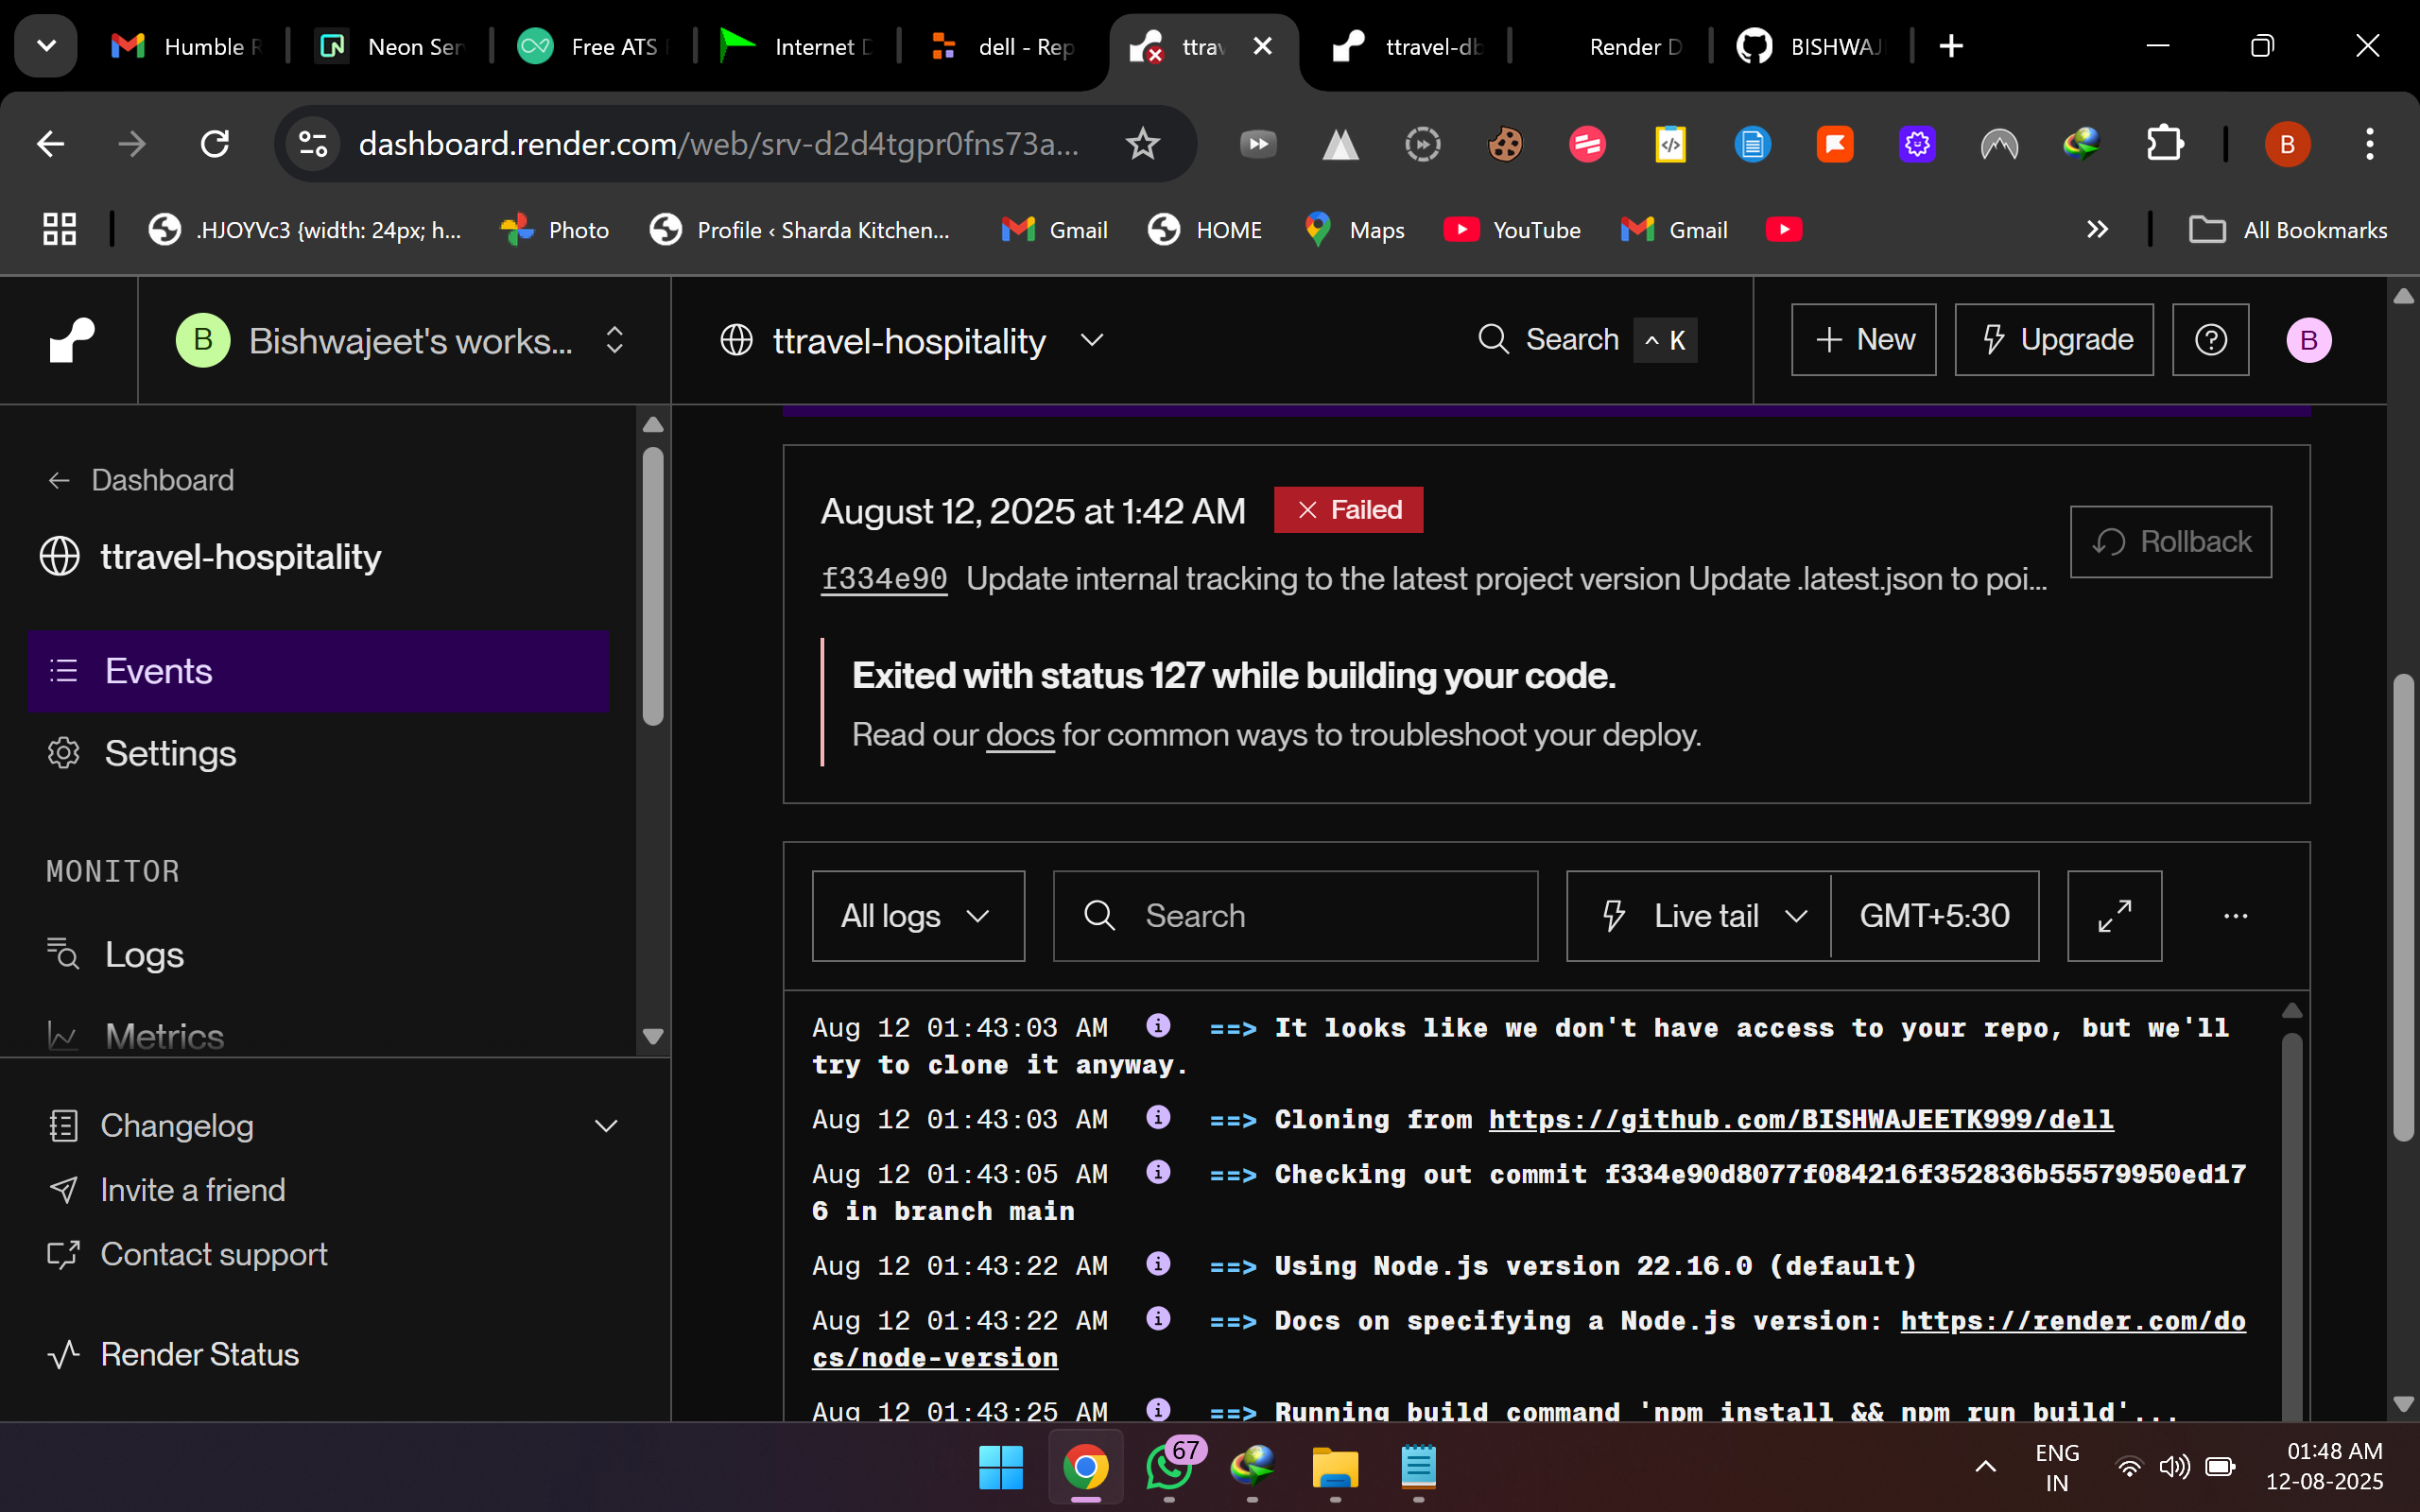 Humble R
Neon Ser
Free ATS
Internet D
dell - Rep
ttrav
ttravel-db
Render D
BISHWAJ
dashboard.render.com/web/srv-d2d4tgpr0fns73a...
B
.HJOYVc3 {width: 24px; h...
Photo
Profile ‹ Sharda Kitchen...
Gmail
HOME
Maps
YouTube
Gmail
All Bookmarks
B
Bishwajeet's works...
ttravel-hospitality
Search
^ K
+ New
Upgrade
B
← Dashboard
ttravel-hospitality
Events
Settings
MONITOR
Logs
Metrics
Changelog
Invite a friend
Contact support
Render Status
August 12, 2025 at 1:42 AM
Failed
Rollback
f334e90 Update internal tracking to the latest project version Update .latest.json to poi...
Exited with status 127 while building your code.
Read our docs for common ways to troubleshoot your deploy.
All logs
Search
Live tail
GMT+5:30
...
Aug 12 01:43:03 AM ==> It looks like we don't have access to your repo, but we'll
try to clone it anyway.
Aug 12 01:43:03 AM ==> Cloning from https://github.com/BISHWAJEETK999/dell
Aug 12 01:43:05 AM ==> Checking out commit f334e90d8077f084216f352836b55579950ed17
6 in branch main
Aug 12 01:43:22 AM ==> Using Node.js version 22.16.0 (default)
Aug 12 01:43:22 AM ==> Docs on specifying a Node.js version: https://render.com/do
cs/node-version
Aug 12 01:43:25 AM ==> Running build command 'npm install && npm run build'...
67
ENG
IN
01:48 AM
12-08-2025